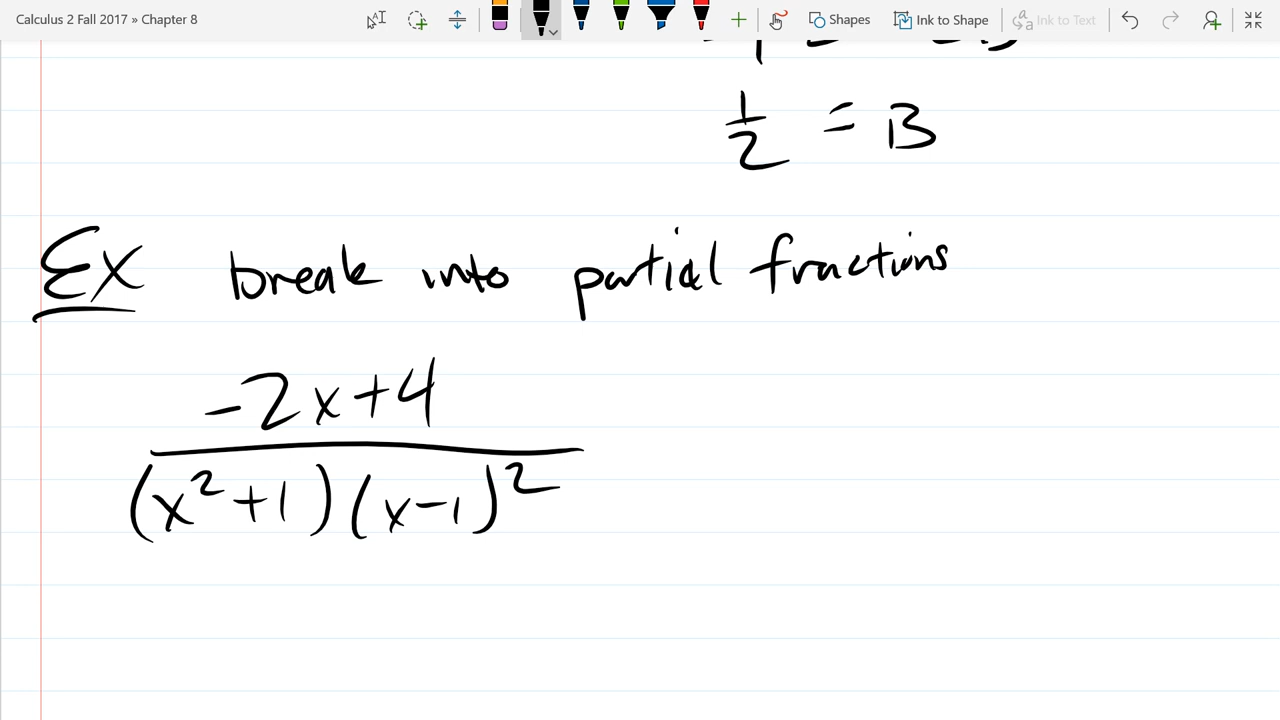 Calculus 2 Fall 2017 » Chapter 8
Shapes
Ink to Shape
Ink to Text
1/2 = B
Ex break into partial fractions
-2x+4
(x²+1)(x-1)²